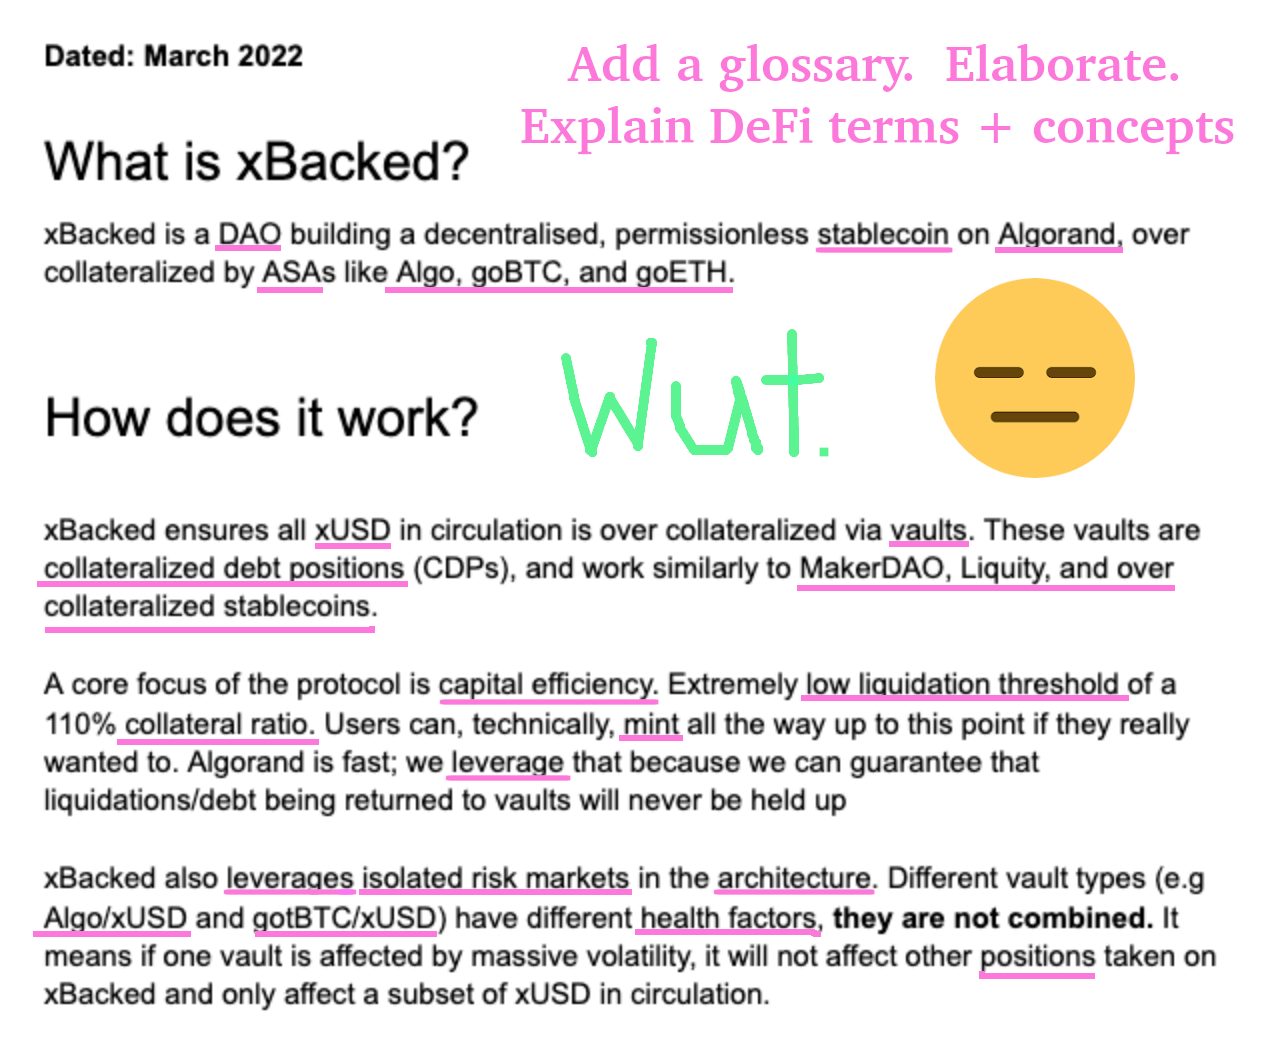 Dated: March 2022
Add a glossary. Elaborate.
Explain DeFi terms + concepts
What is xBacked?
xBacked is a DAO building a decentralised, permissionless stablecoin on Algorand, over
collateralized by ASAs like Algo, goBTC, and goETH.
Wut.
How does it work?
xBacked ensures all xUSD in circulation is over collateralized via vaults. These vaults are
collateralized debt positions (CDPs), and work similarly to MakerDAO, Liquity, and over
collateralized stablecoins.
A core focus of the protocol is capital efficiency. Extremely low liquidation threshold of a
110% collateral ratio. Users can, technically, mint all the way up to this point if they really
wanted to. Algorand is fast; we leverage that because we can guarantee that
liquidations/debt being returned to vaults will never be held up
xBacked also leverages isolated risk markets in the architecture. Different vault types (e.g
Algo/xUSD and gotBTC/xUSD) have different health factors, they are not combined. It
means if one vault is affected by massive volatility, it will not affect other positions taken on
xBacked and only affect a subset of xUSD in circulation.